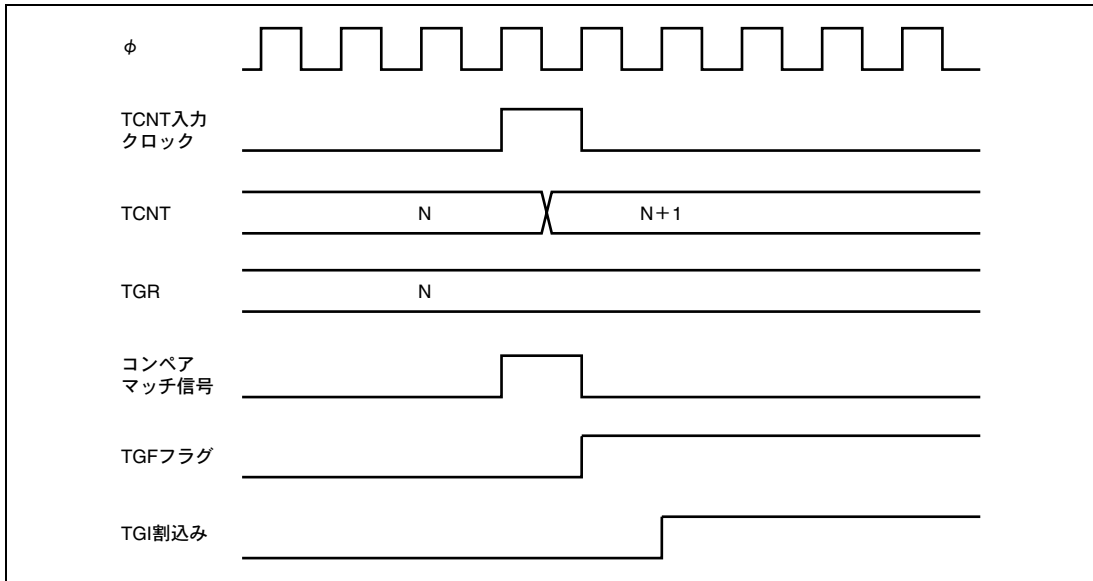 φ
TCNT入力
クロック
TCNT
N
N+1
TGR
N
コンペア
マッチ信号
TGFフラグ
TGI割込み